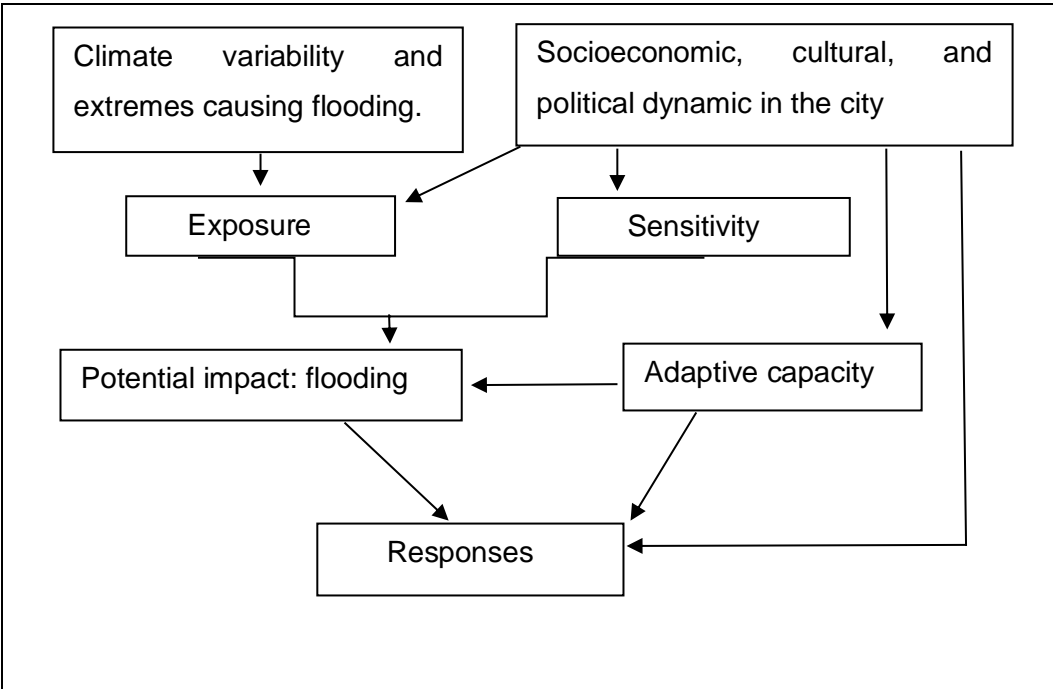 Climate variability and
extremes causing flooding.
Socioeconomic, cultural, and
political dynamic in the city
Exposure
Sensitivity
Potential impact: flooding
Adaptive capacity
Responses